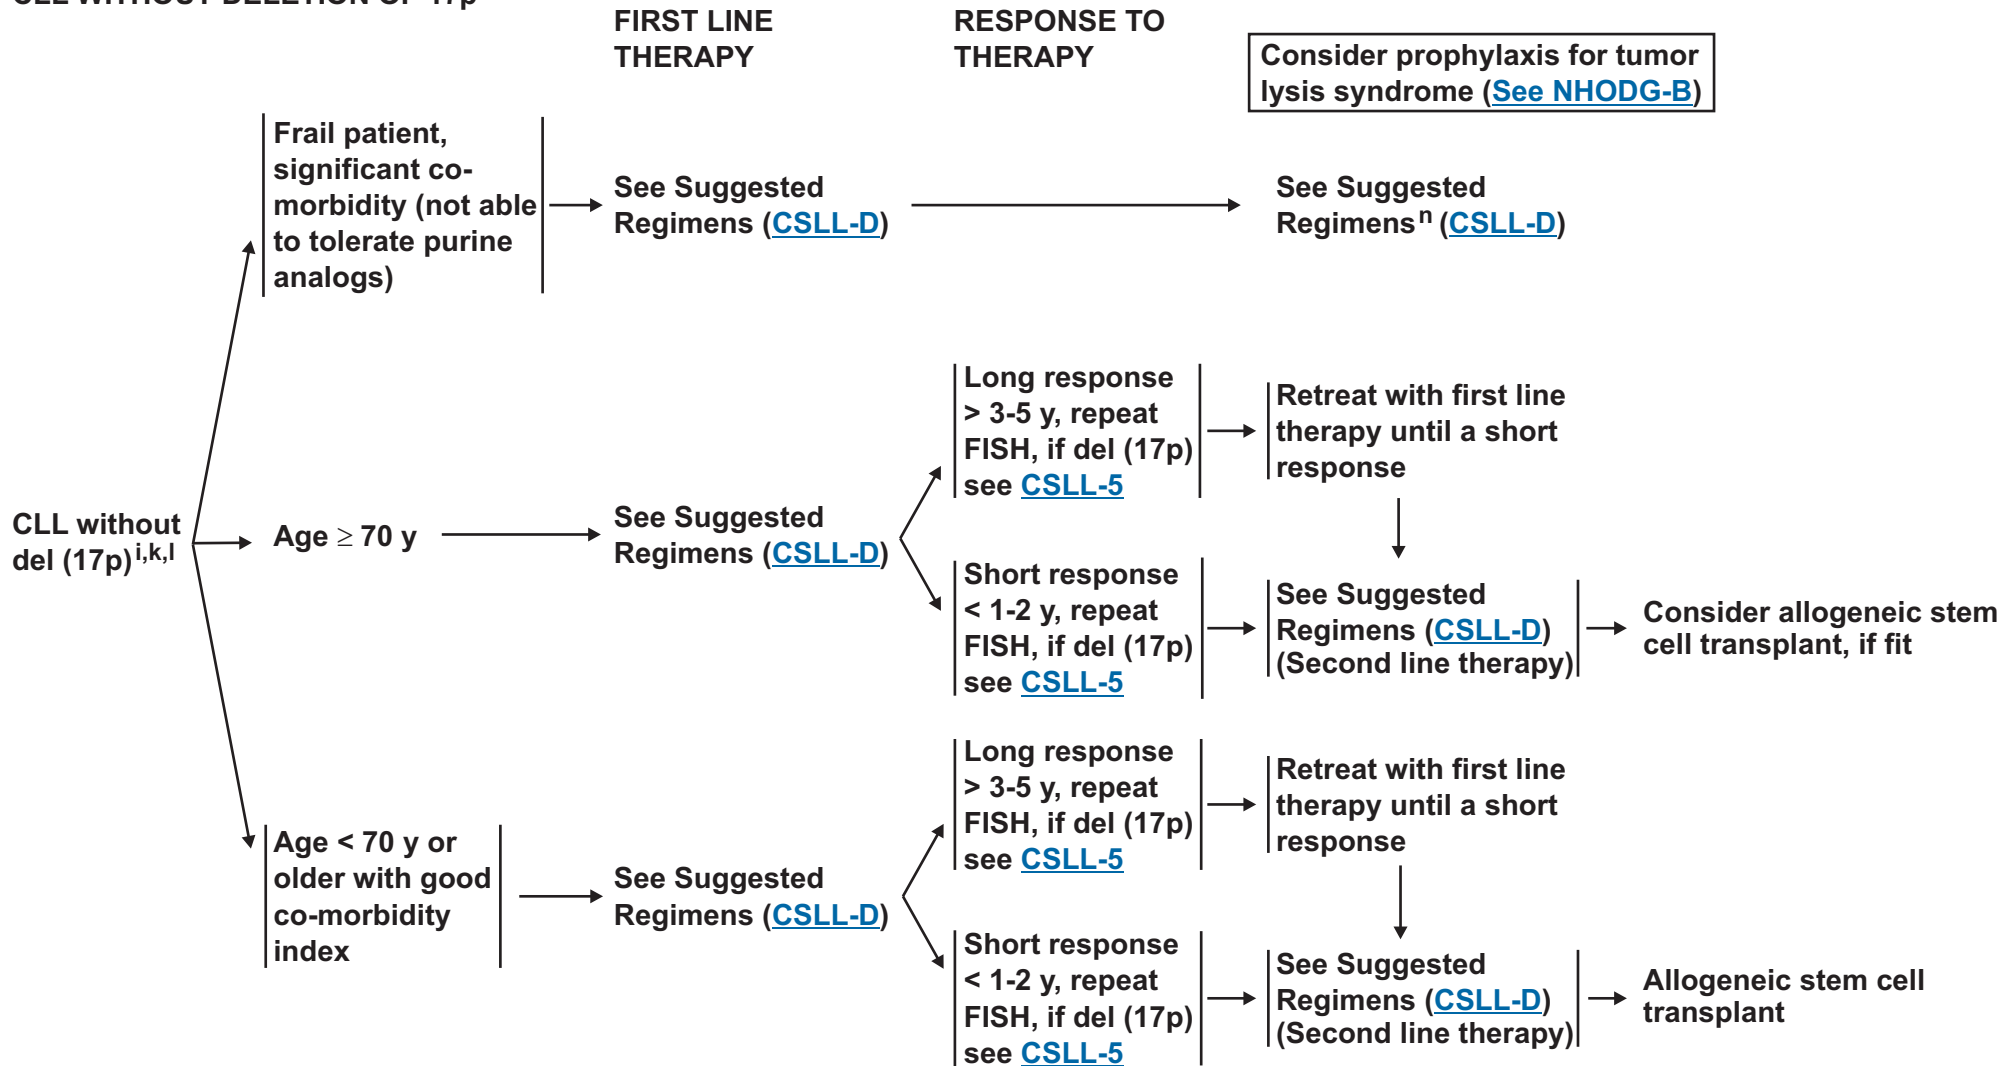 FIRST LINE
THERAPY
RESPONSE TO
THERAPY
Consider prophylaxis for tumor
lysis syndrome (See NHODG-B)
Frail patient,
significant co-
morbidity (not able
to tolerate purine
analogs)
See Suggested
Regimens (CSLL-D)
See Suggested
Regimens n (CSLL-D)
CLL without
del (17p) i,k,l
Age ≥ 70 y
See Suggested
Regimens (CSLL-D)
Long response
> 3-5 y, repeat
FISH, if del (17p)
see CSLL-5
Retreat with first line
therapy until a short
response
Short response
< 1-2 y, repeat
FISH, if del (17p)
see CSLL-5
See Suggested
Regimens (CSLL-D)
(Second line therapy)
Consider allogeneic stem
cell transplant, if fit
Age < 70 y or
older with good
co-morbidity
index
See Suggested
Regimens (CSLL-D)
Long response
> 3-5 y, repeat
FISH, if del (17p)
see CSLL-5
Retreat with first line
therapy until a short
response
Short response
< 1-2 y, repeat
FISH, if del (17p)
see CSLL-5
See Suggested
Regimens (CSLL-D)
(Second line therapy)
Allogeneic stem cell
transplant